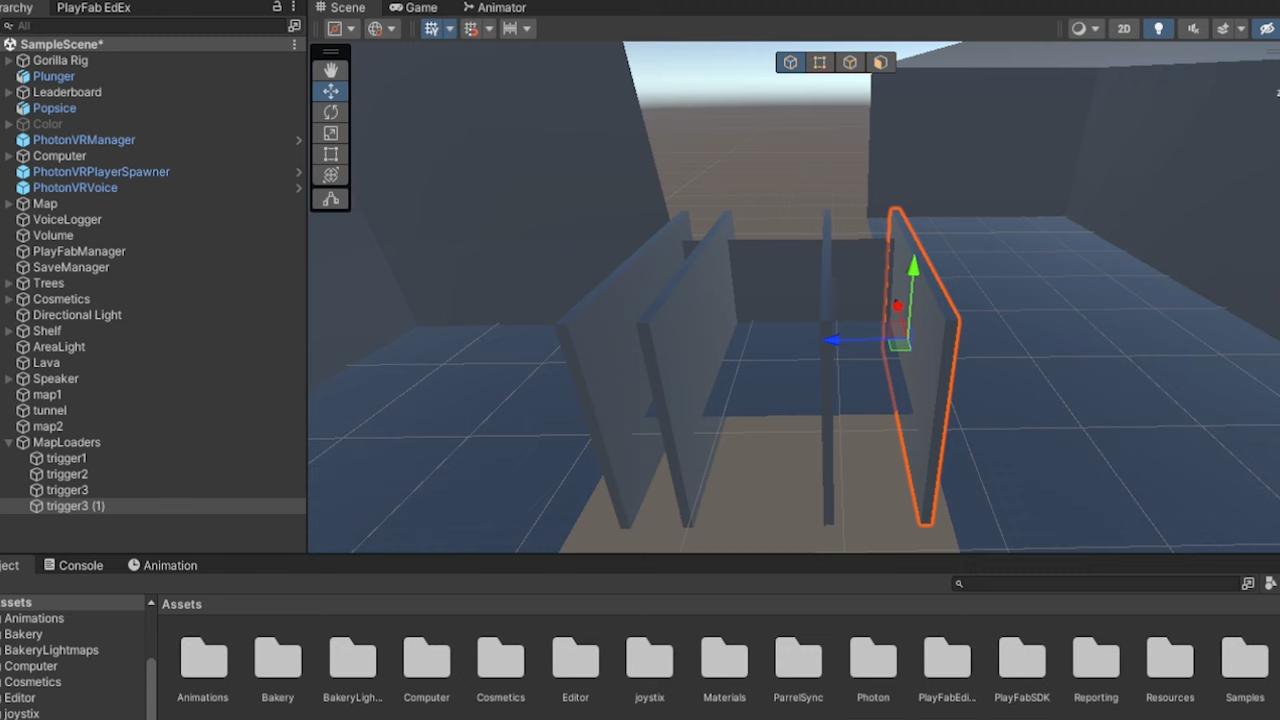 rarchy PlayFab EdEx
Scene Game Animator
All
2D
SampleScene*
Gorilla Rig
Plunger
Leaderboard
Popsice
Color
PhotonVRManager
Computer
PhotonVRPlayerSpawner
PhotonVRVoice
Map
VoiceLogger
Volume
PlayFabManager
SaveManager
Trees
Cosmetics
Directional Light
Shelf
AreaLight
Lava
Speaker
map1
tunnel
map2
MapLoaders
trigger1
trigger2
trigger3
trigger3 (1)
ject Console Animation
ssets
Animations
Bakery
BakeryLightmaps
Computer
Cosmetics
Editor
joystix
Assets
Animations Bakery BakeryLigh... Computer Cosmetics Editor joystix Materials ParrelSync Photon PlayFabEdi... PlayFabSDK Reporting Resources Samples